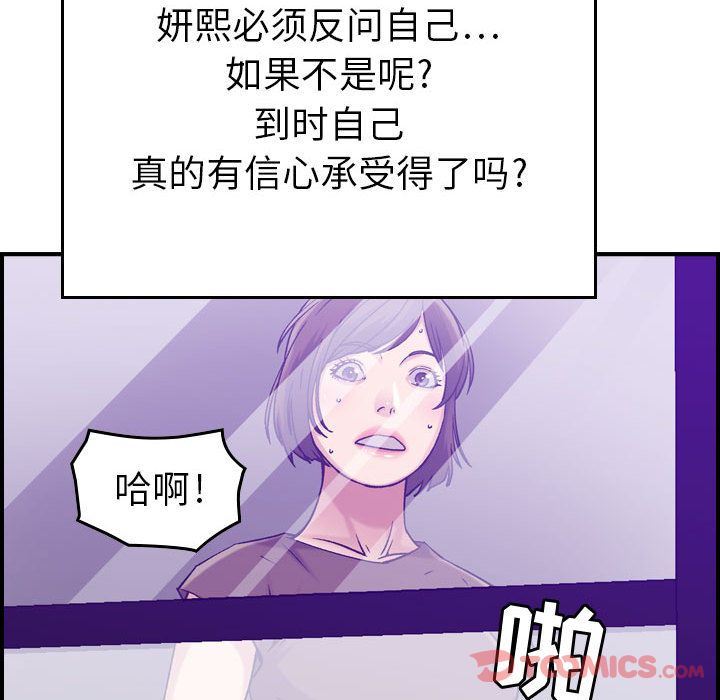 妍熙必须反问自己...
如果不是呢?
到时自己
真的有信心承受得了吗?
哈啊!
啪
TOOMICS.COM